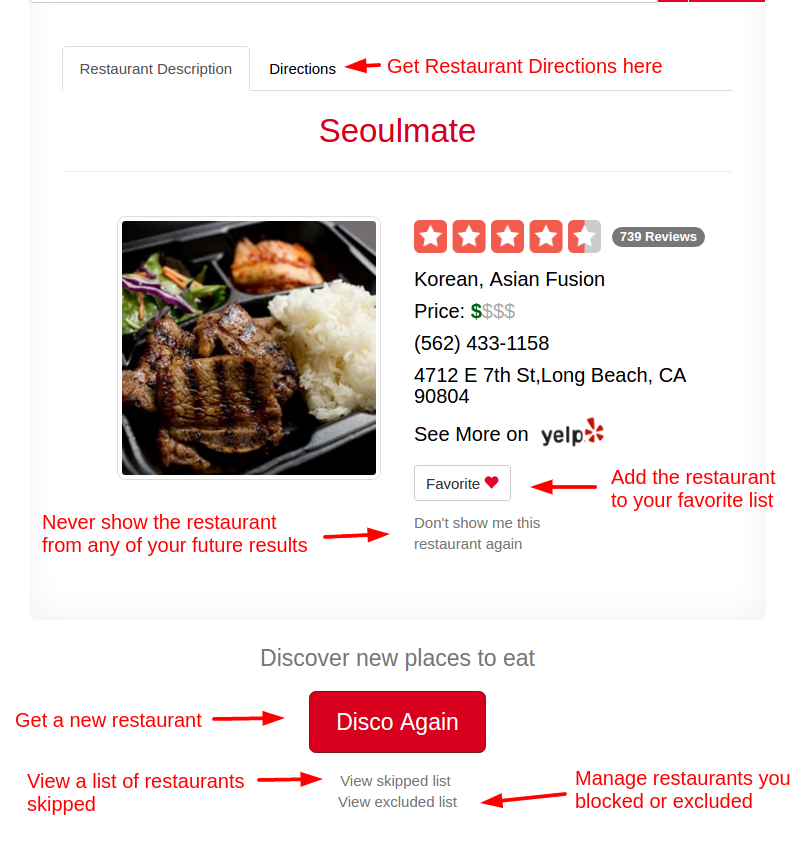 Restaurant Description
Directions
Get Restaurant Directions here
Seoulmate
739 Reviews
Korean, Asian Fusion
Price: $$$$
(562) 433-1158
4712 E 7th St,Long Beach, CA
90804
See More on yelp
Favorite
Add the restaurant
to your favorite list
Never show the restaurant
from any of your future results
Don't show me this
restaurant again
Discover new places to eat
Get a new restaurant
Disco Again
View a list of restaurants
skipped
View skipped list
View excluded list
Manage restaurants you
blocked or excluded